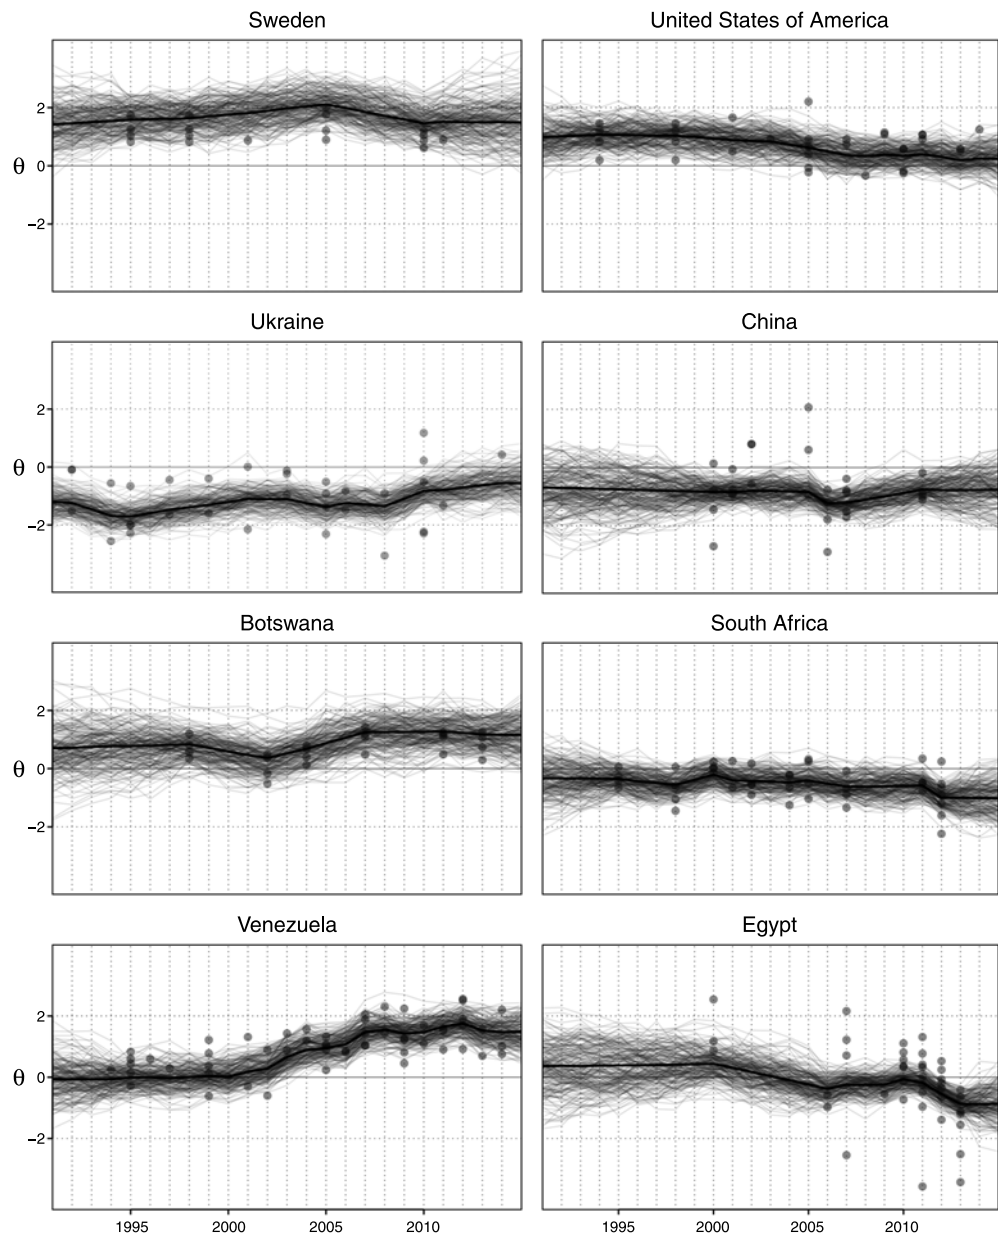 Sweden United States of America
2
θ 0
−2
Ukraine China
2
θ 0
−2
Botswana South Africa
2
θ 0
−2
Venezuela Egypt
2
θ 0
−2
1995 2000 2005 2010 1995 2000 2005 2010